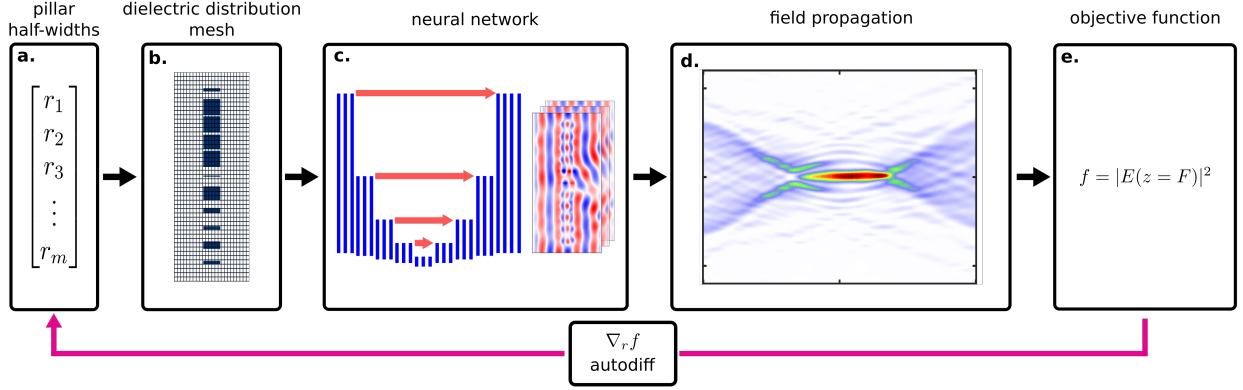 pillar
half-widths
dielectric distribution
mesh
neural network
field propagation
objective function
a.
r₁
r₂
r₃
⋮
rₘ
b.
c.
d.
e.
f = |E(z = F)|²
∇ᵣf
autodiff